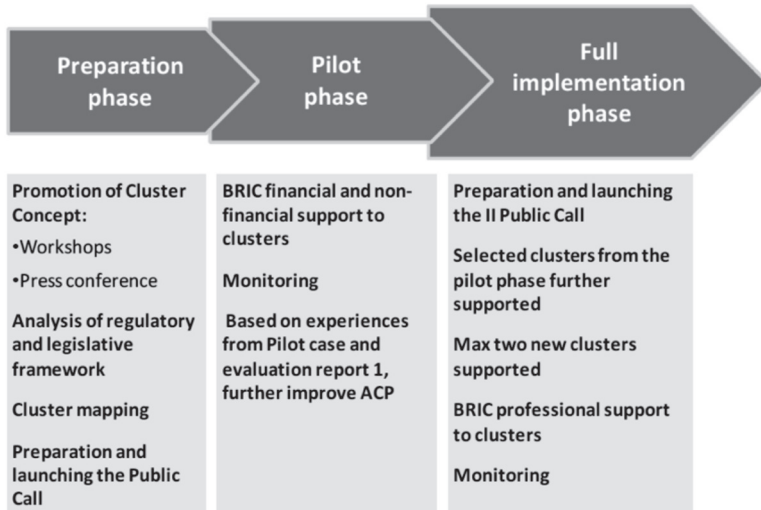 Preparation
phase
Pilot
phase
Full
implementation
phase
Promotion of Cluster
Concept:
•Workshops
•Press conference
Analysis of regulatory
and legislative
framework
Cluster mapping
Preparation and
launching the Public
Call
BRIC financial and non-
financial support to
clusters
Monitoring
Based on experiences
from Pilot case and
evaluation report 1,
further improve ACP
Preparation and launching
the II Public Call
Selected clusters from the
pilot phase further
supported
Max two new clusters
supported
BRIC professional support
to clusters
Monitoring